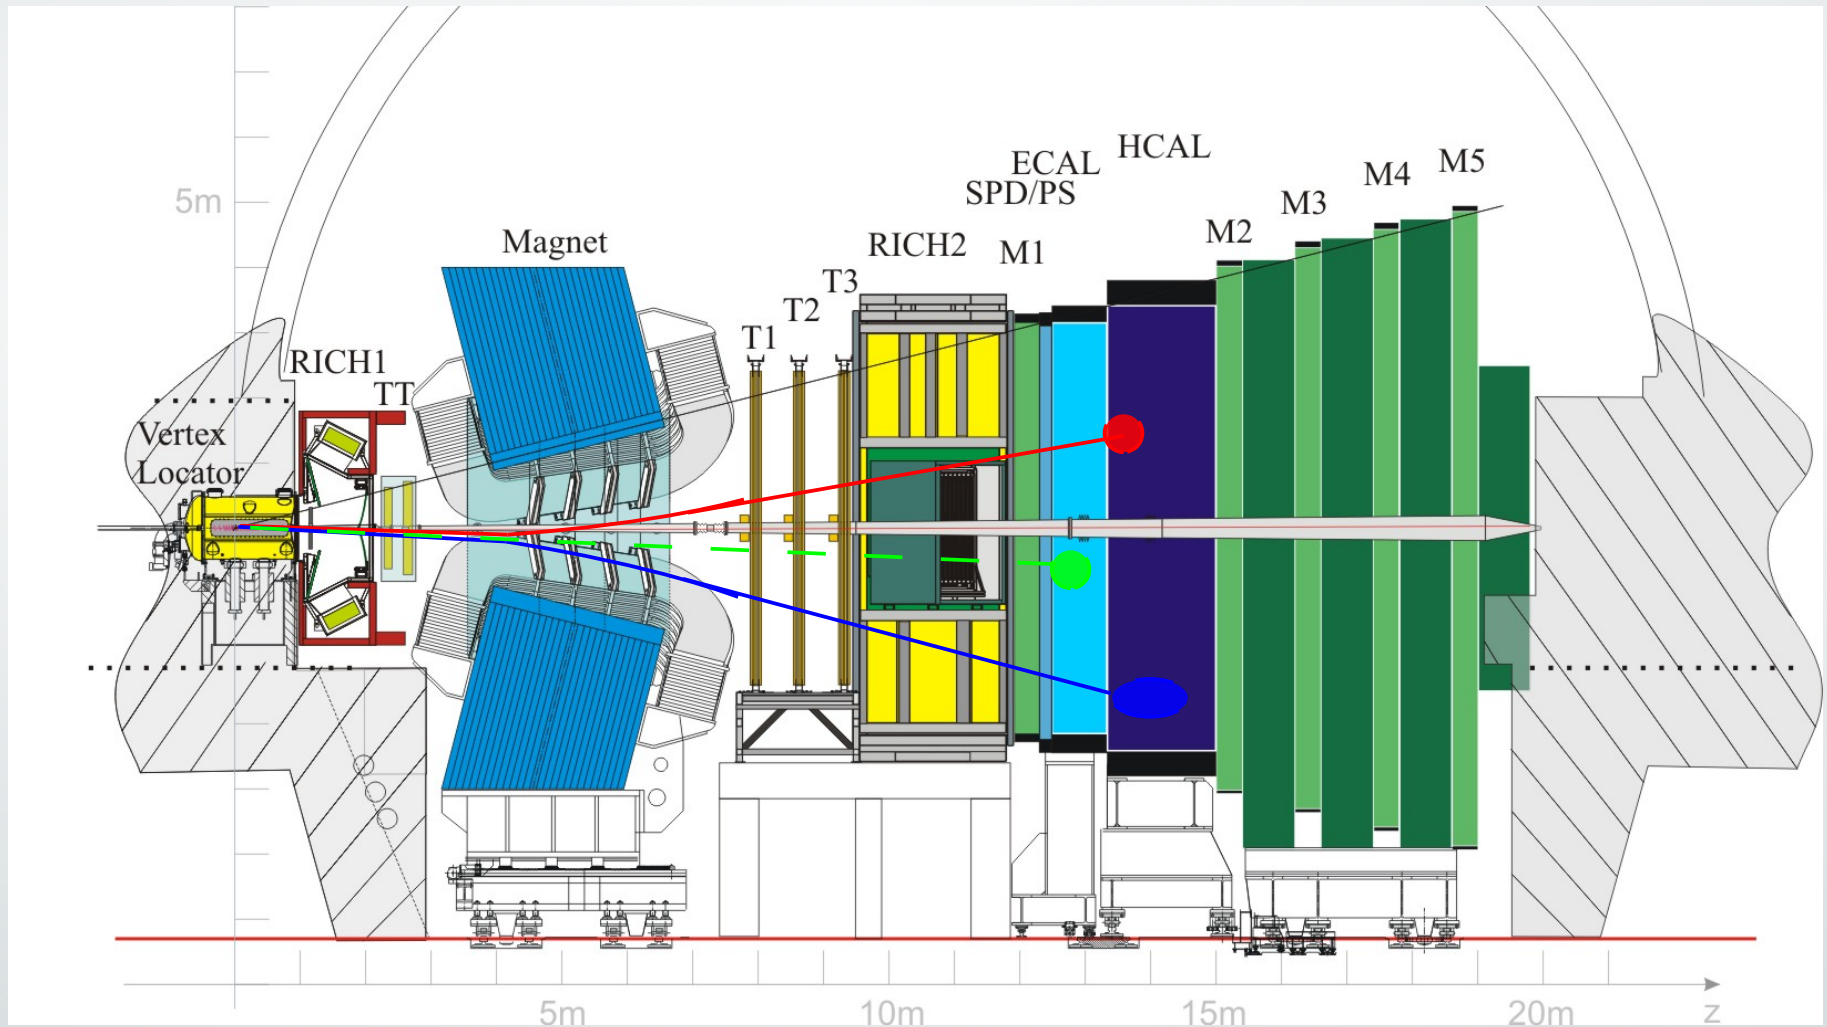 HCAL
ECAL
M5
M4
SPD/PS
M3
5m
M2
Magnet
RICH2
M1
T3
T2
T1
RICH1
TT
Vertex
Locator
5m
10m
15m
20m
z